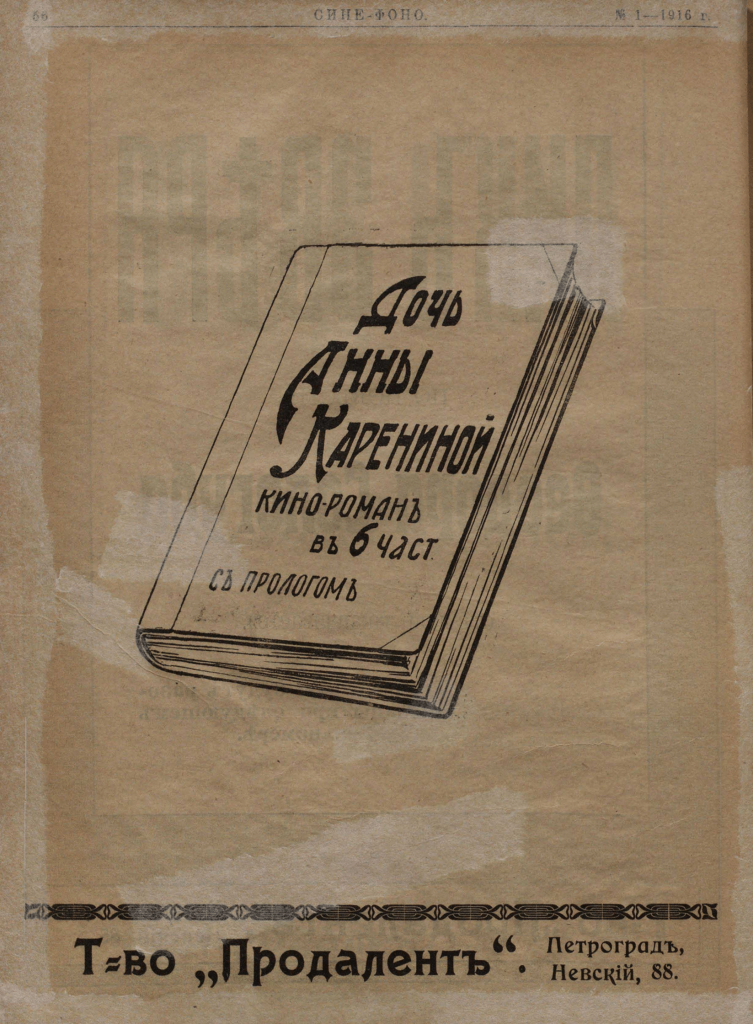 66
СИНЕ-ФОНО.
№ 1—1916 г.
Дочь
Анны
Карениной
КИНО-РОМАНЪ
ВЪ 6 ЧАСТ.
СЪ ПРОЛОГОМЪ
Т-во „Продалентъ“.
Петроградъ,
Невскій, 88.